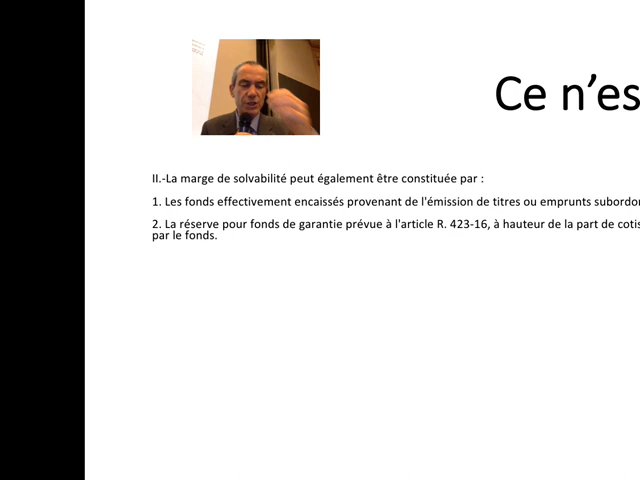 Ce n’es
II.-La marge de solvabilité peut également être constituée par :
1. Les fonds effectivement encaissés provenant de l'émission de titres ou emprunts subordon
2. La réserve pour fonds de garantie prévue à l'article R. 423-16, à hauteur de la part de cotis
par le fonds.